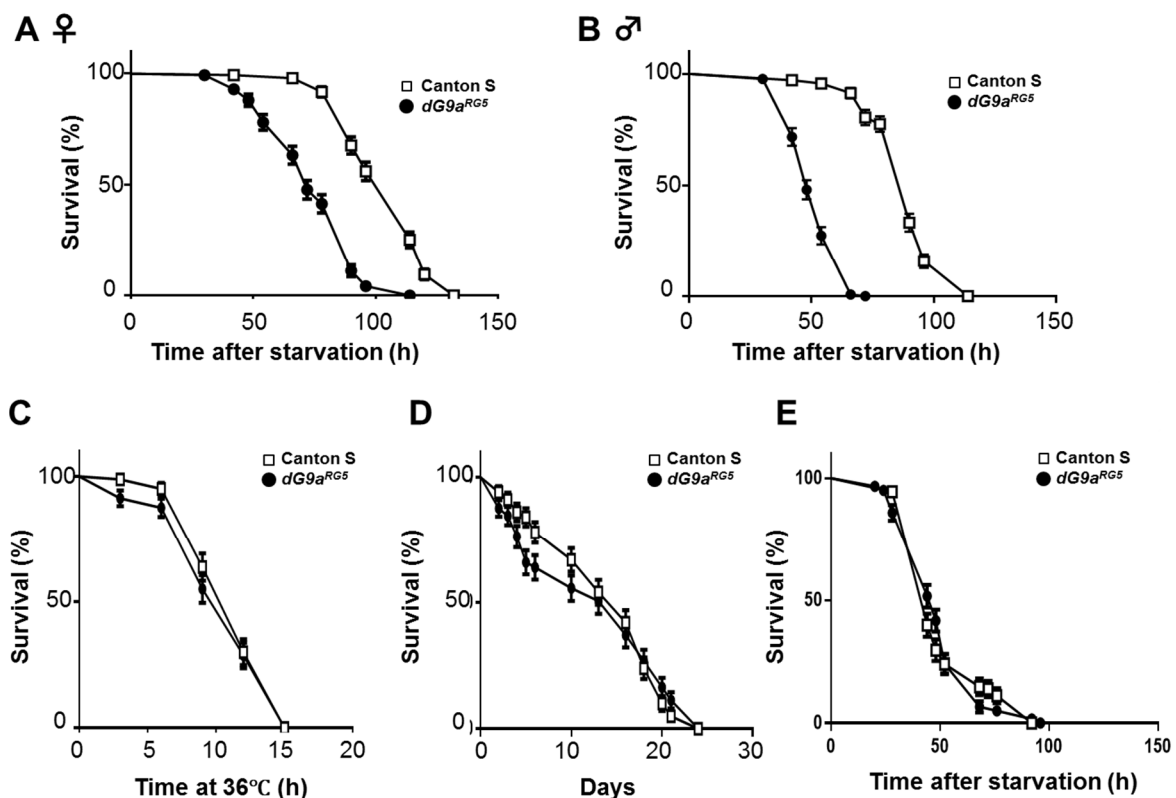 A ♀
100
50
0
0 50 100 150
Survival (%)
Time after starvation (h)
Canton S
dG9aRG5
B ♂
100
50
0
0 50 100 150
Survival (%)
Time after starvation (h)
Canton S
dG9aRG5
C
100
50
0
0 5 10 15 20
Survival (%)
Time at 36°C (h)
Canton S
dG9aRG5
D
100
50
0
0 10 20 30
Survival (%)
Days
Canton S
dG9aRG5
E
100
50
0
0 50 100 150
Survival (%)
Time after starvation (h)
Canton S
dG9aRG5